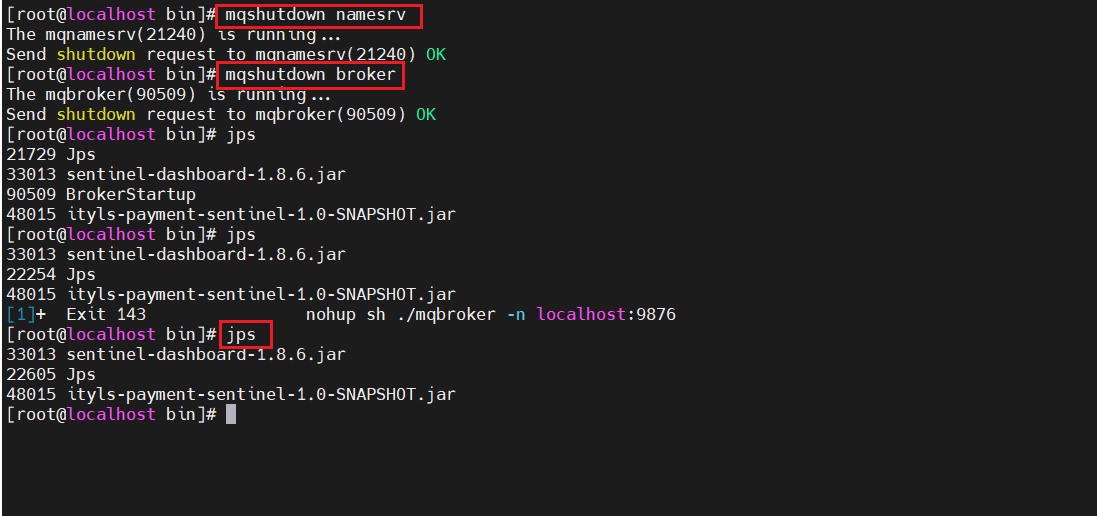 [root@localhost bin]# mqshutdown namesrv
The mqnamesrv(21240) is running...
Send shutdown request to mqnamesrv(21240) OK
[root@localhost bin]# mqshutdown broker
The mqbroker(90509) is running...
Send shutdown request to mqbroker(90509) OK
[root@localhost bin]# jps
21729 Jps
33013 sentinel-dashboard-1.8.6.jar
90509 BrokerStartup
48015 ityls-payment-sentinel-1.0-SNAPSHOT.jar
[root@localhost bin]# jps
33013 sentinel-dashboard-1.8.6.jar
22254 Jps
48015 ityls-payment-sentinel-1.0-SNAPSHOT.jar
[1]+  Exit 143                nohup sh ./mqbroker -n localhost:9876
[root@localhost bin]# jps
33013 sentinel-dashboard-1.8.6.jar
22605 Jps
48015 ityls-payment-sentinel-1.0-SNAPSHOT.jar
[root@localhost bin]#